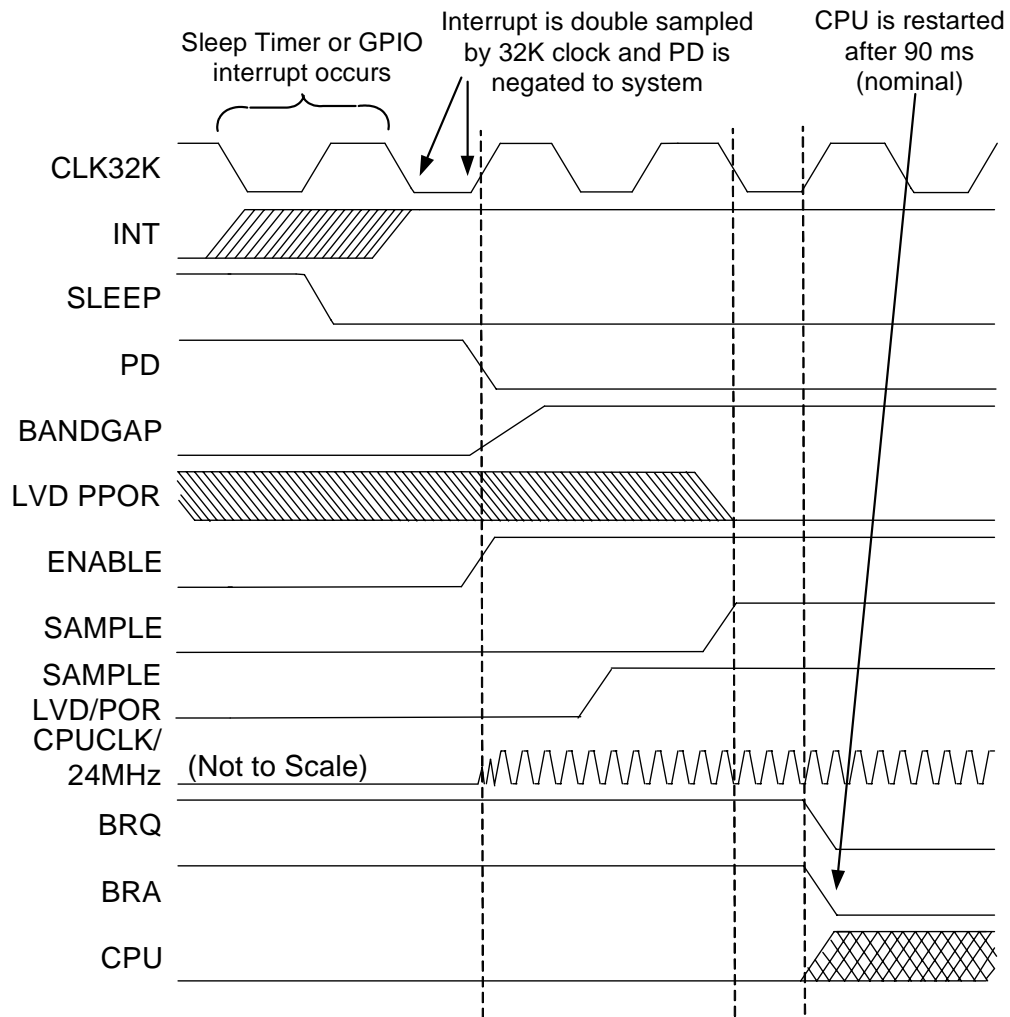 Sleep Timer or GPIO
interrupt occurs
Interrupt is double sampled
by 32K clock and PD is
negated to system
CPU is restarted
after 90 ms
(nominal)
CLK32K
INT
SLEEP
PD
BANDGAP
LVD PPOR
ENABLE
SAMPLE
SAMPLE
LVD/POR
CPUCLK/
24MHz
(Not to Scale)
BRQ
BRA
CPU